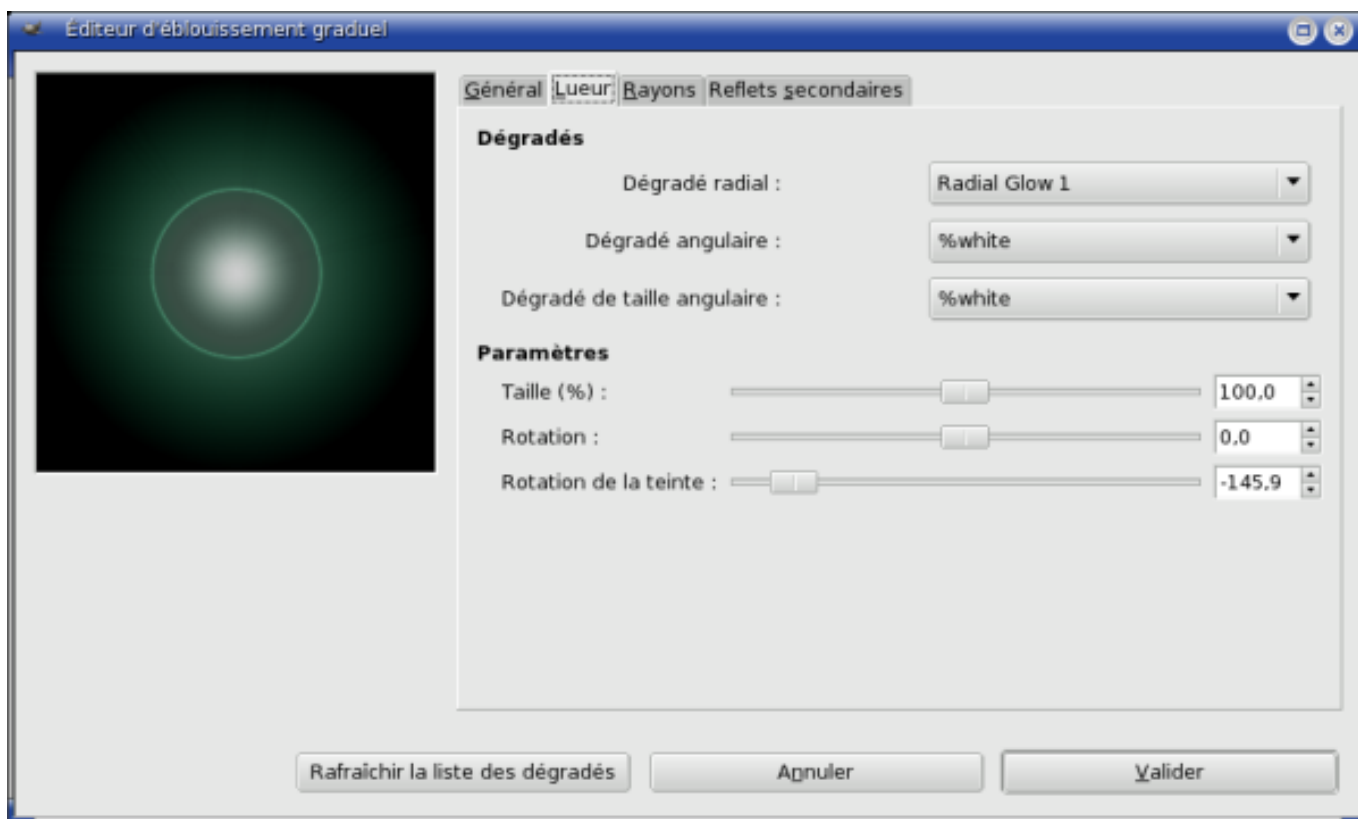 Éditeur d'éblouissement graduel
Général Lueur Rayons Reflets secondaires
Dégradés
Dégradé radial : Radial Glow 1
Dégradé angulaire : %white
Dégradé de taille angulaire : %white
Paramètres
Taille (%) : 100,0
Rotation : 0,0
Rotation de la teinte : -145,9
Rafraîchir la liste des dégradés Annuler Valider